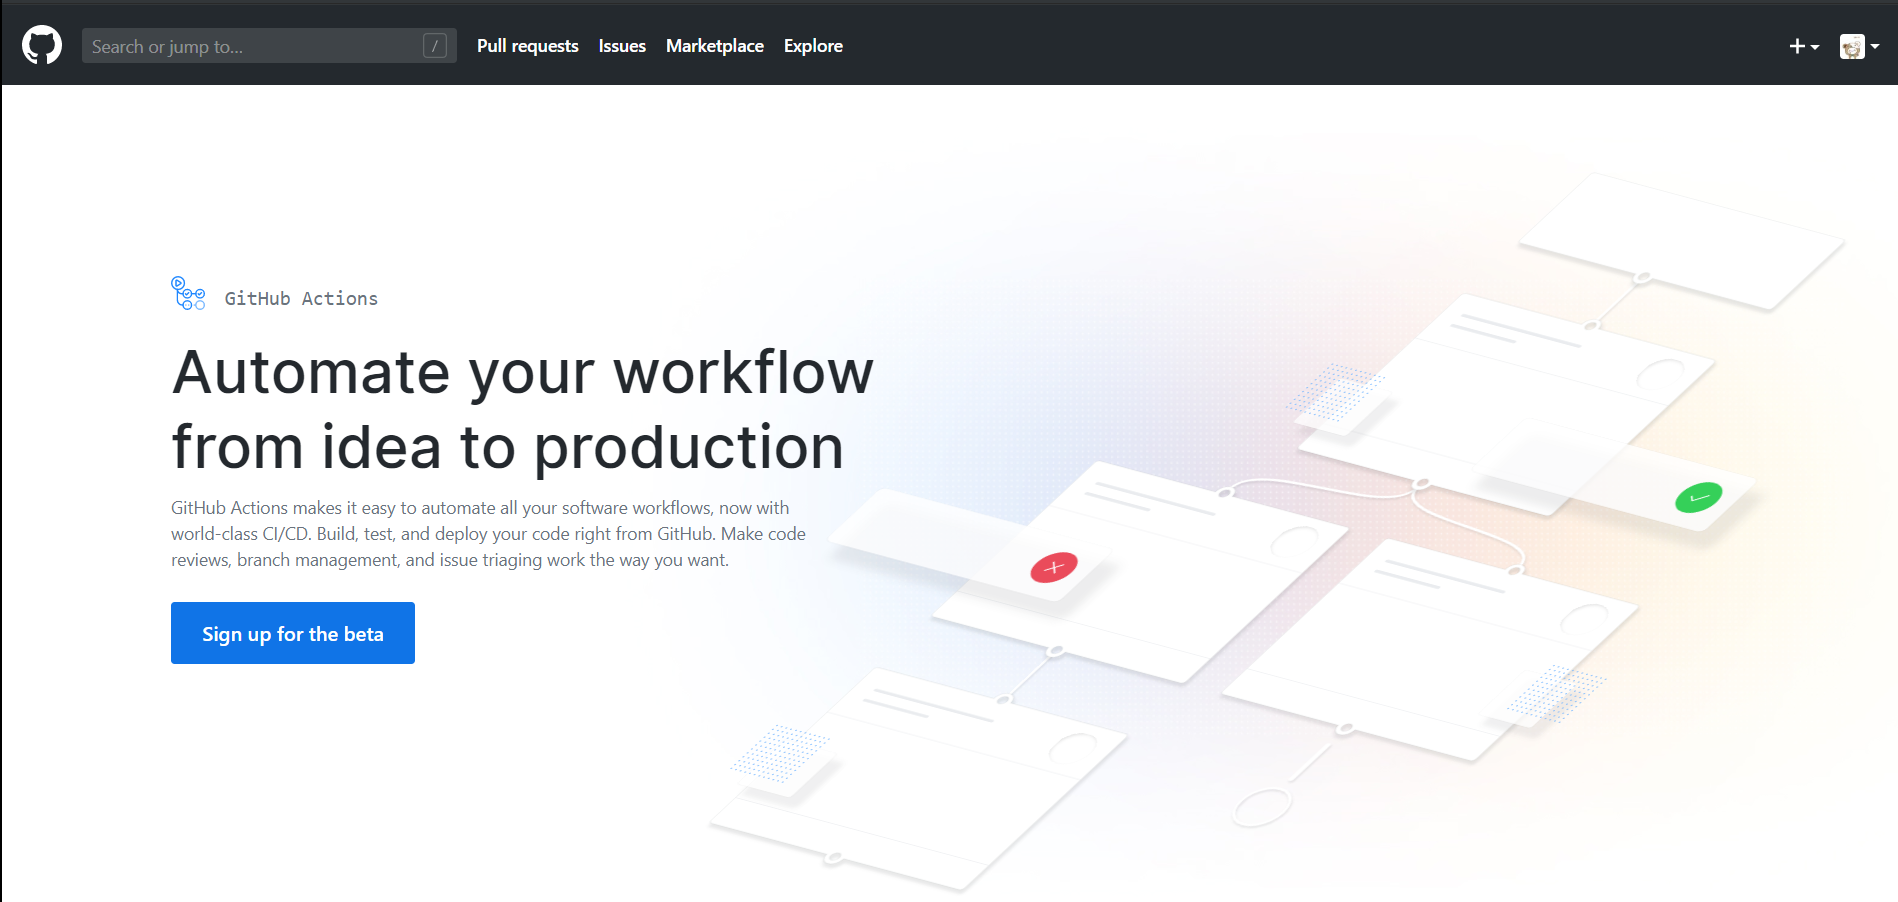 Search or jump to... /
Pull requests
Issues
Marketplace
Explore
GitHub Actions
Automate your workflow
from idea to production
GitHub Actions makes it easy to automate all your software workflows, now with
world-class CI/CD. Build, test, and deploy your code right from GitHub. Make code
reviews, branch management, and issue triaging work the way you want.
Sign up for the beta